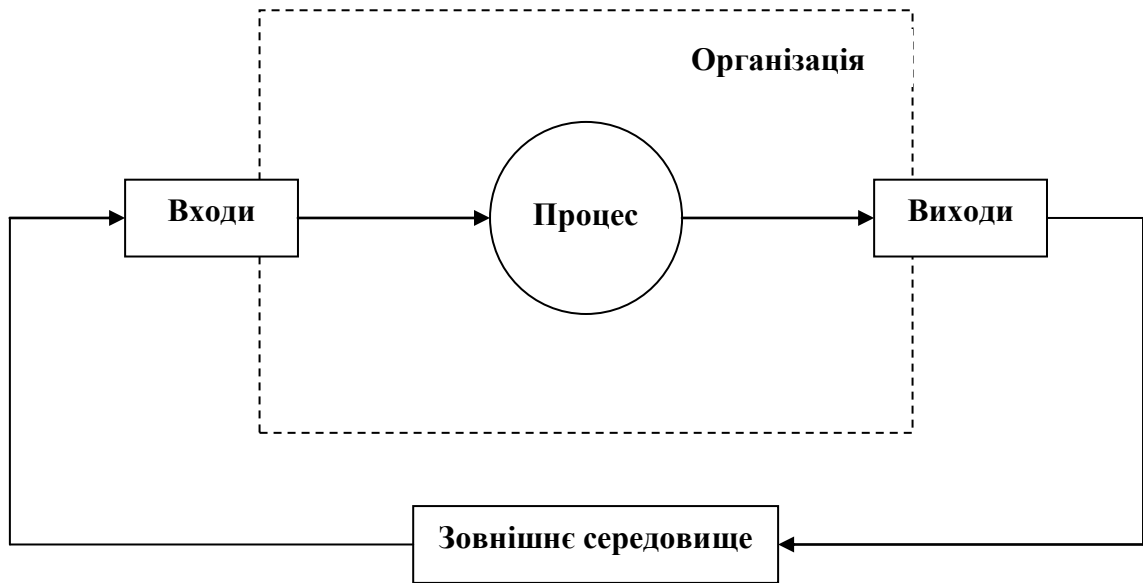 Організація
Входи
Процес
Виходи
Зовнішнє середовище